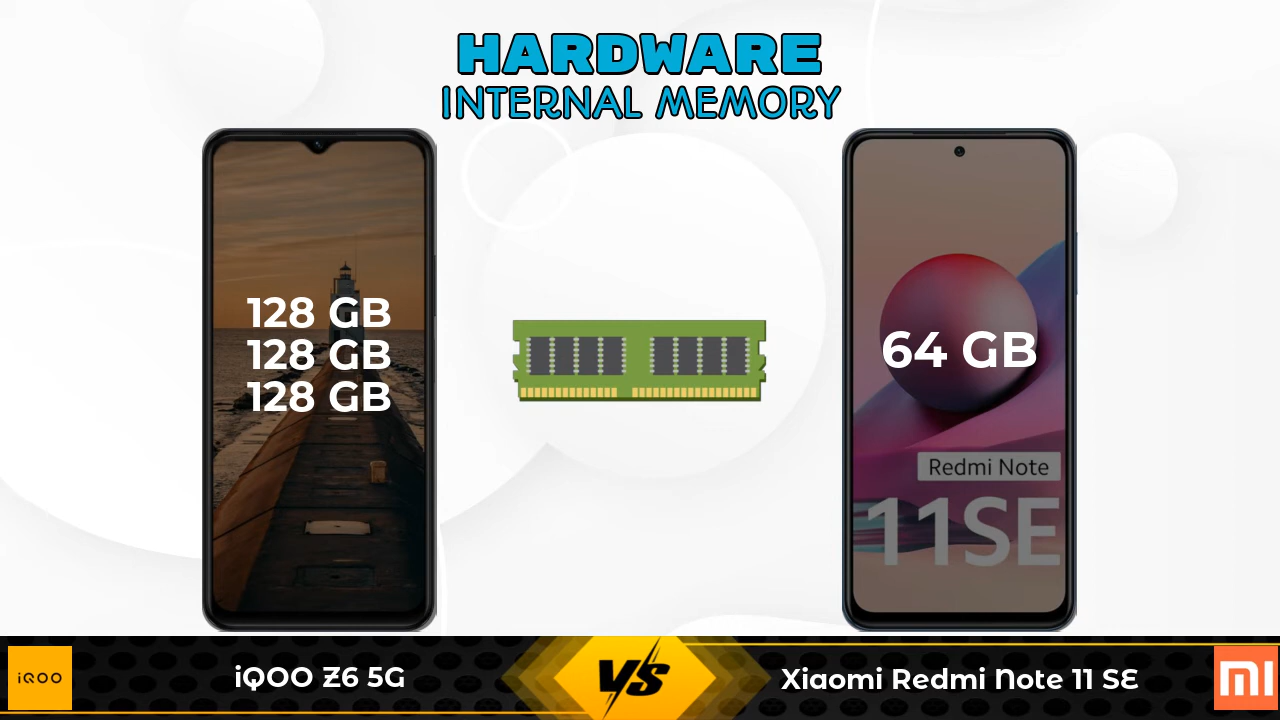 HARDWARE
INTERNAL MEMORY
128 GB
128 GB
128 GB
64 GB
Redmi Note
11SE
iQOO
iQOO Z6 5G
VS
Xiaomi Redmi Note 11 SE
mi